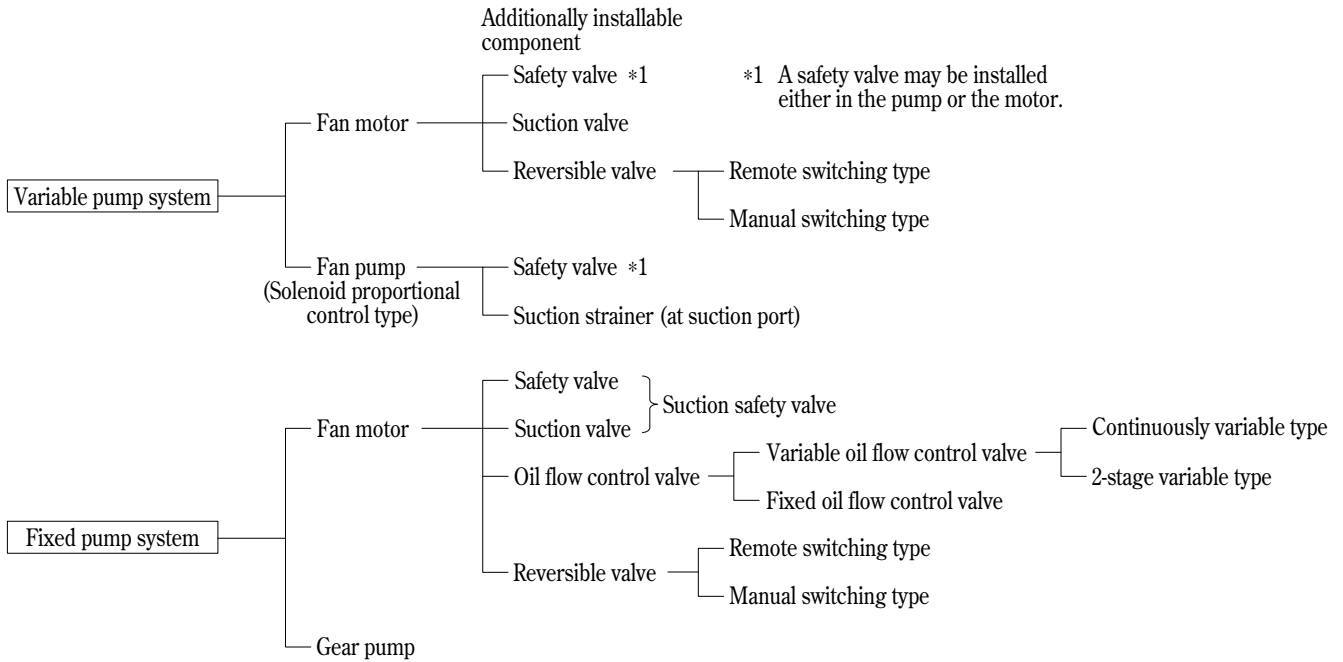 Additionally installable
component
Safety valve *1
*1 A safety valve may be installed
either in the pump or the motor.
Fan motor
Suction valve
Reversible valve
Remote switching type
Variable pump system
Manual switching type
Fan pump
(Solenoid proportional
control type)
Safety valve *1
Suction strainer (at suction port)
Safety valve
Suction safety valve
Fan motor
Suction valve
Continuously variable type
Variable oil flow control valve
Oil flow control valve
2-stage variable type
Fixed oil flow control valve
Fixed pump system
Remote switching type
Reversible valve
Manual switching type
Gear pump